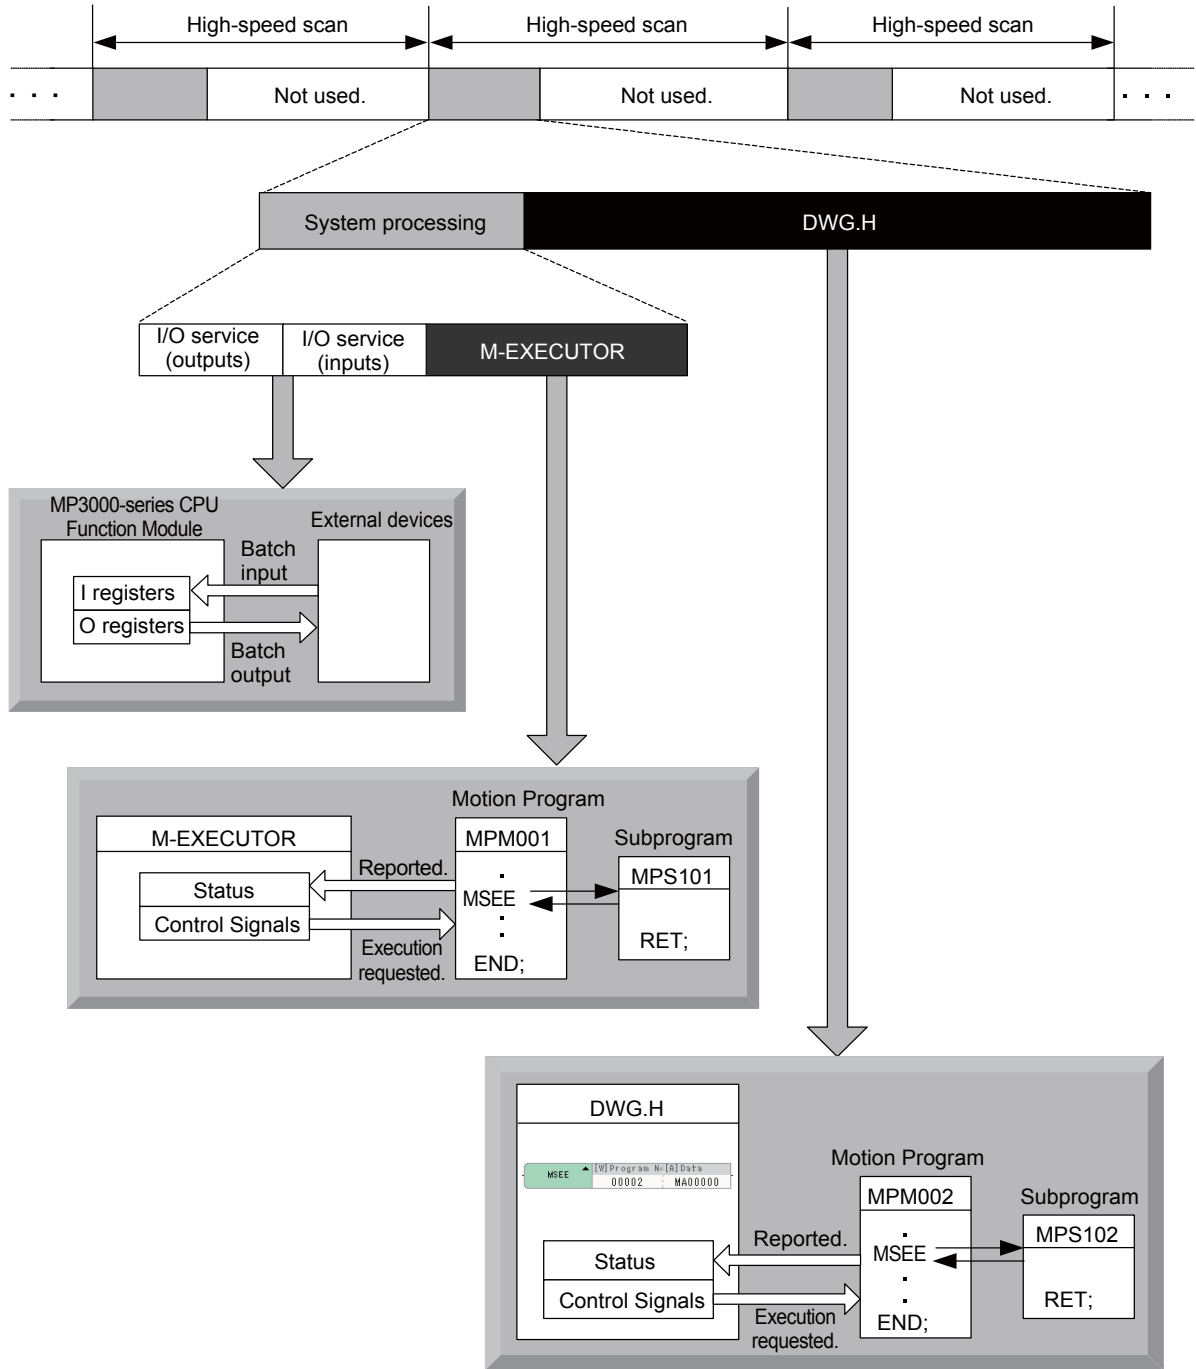 High-speed scan
High-speed scan
High-speed scan
. . .
Not used.
Not used.
Not used.
. . .
System processing
DWG.H
I/O service
(outputs)
I/O service
(inputs)
M-EXECUTOR
MP3000-series CPU
Function Module
External devices
Batch
input
I registers
O registers
Batch
output
Motion Program
M-EXECUTOR
MPM001
Subprogram
Reported.
MPS101
Status
MSEE
Control Signals
Execution
requested.
RET;
END;
DWG.H
MSEE
[W]Program No[A]Data
00002
MA00000
Motion Program
MPM002
Subprogram
Reported.
MPS102
MSEE
Status
Control Signals
Execution
requested.
RET;
END;